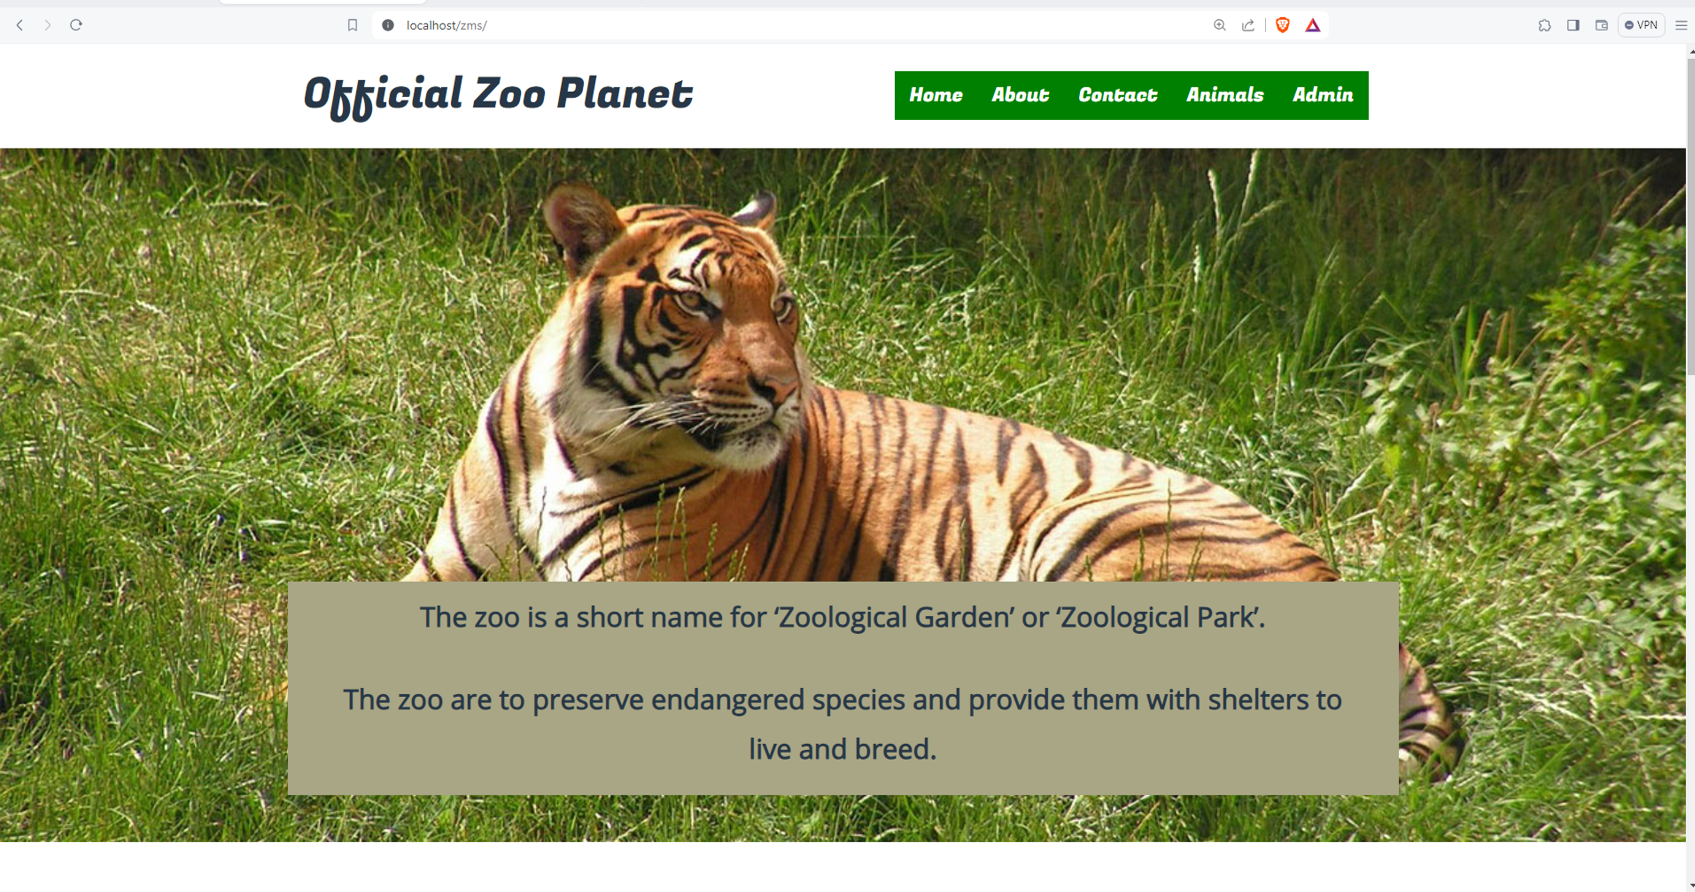 localhost/zms/
VPN
Official Zoo Planet
Home About Contact Animals Admin
The zoo is a short name for ‘Zoological Garden’ or ‘Zoological Park’.
The zoo are to preserve endangered species and provide them with shelters to
live and breed.